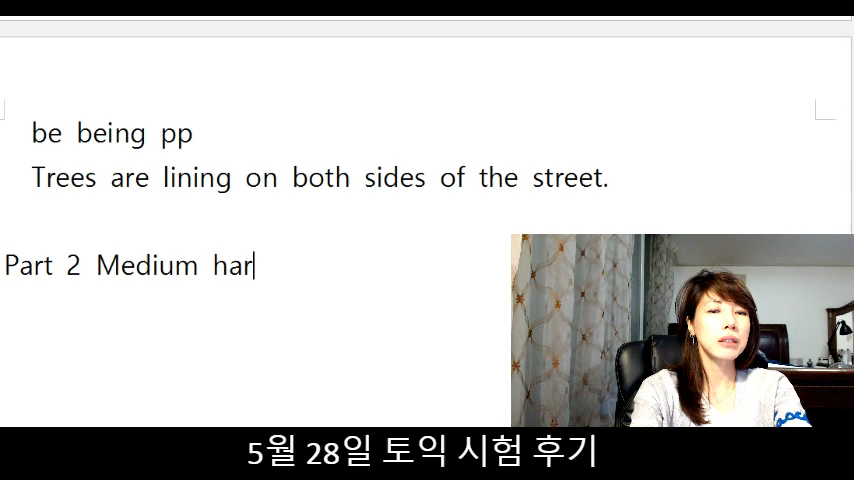 be being pp
Trees are lining on both sides of the street.
Part 2 Medium har
5월 28일 토익 시험 후기